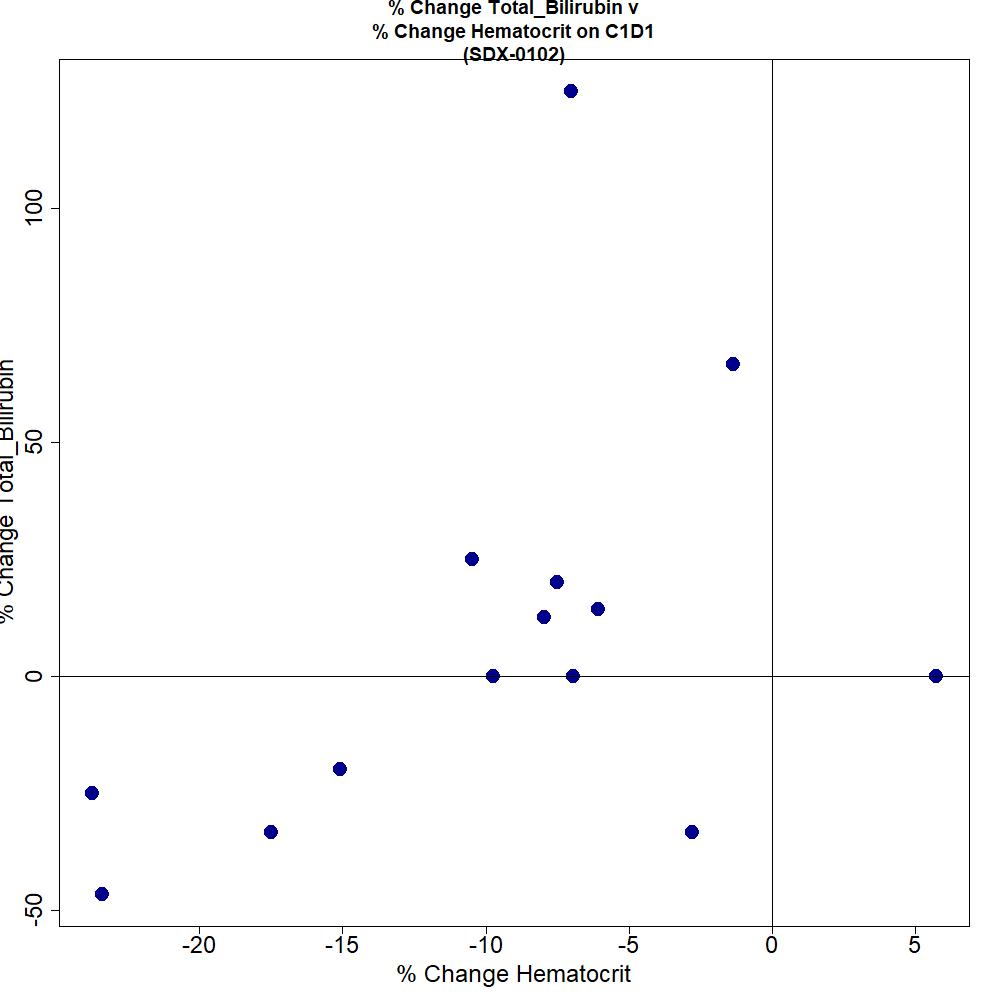 % Change Total_Bilirubin v
% Change Hematocrit on C1D1
(SDX-0102)
% Change Total_Bilirubin
100
50
0
-50
-20
-15
-10
-5
0
5
% Change Hematocrit